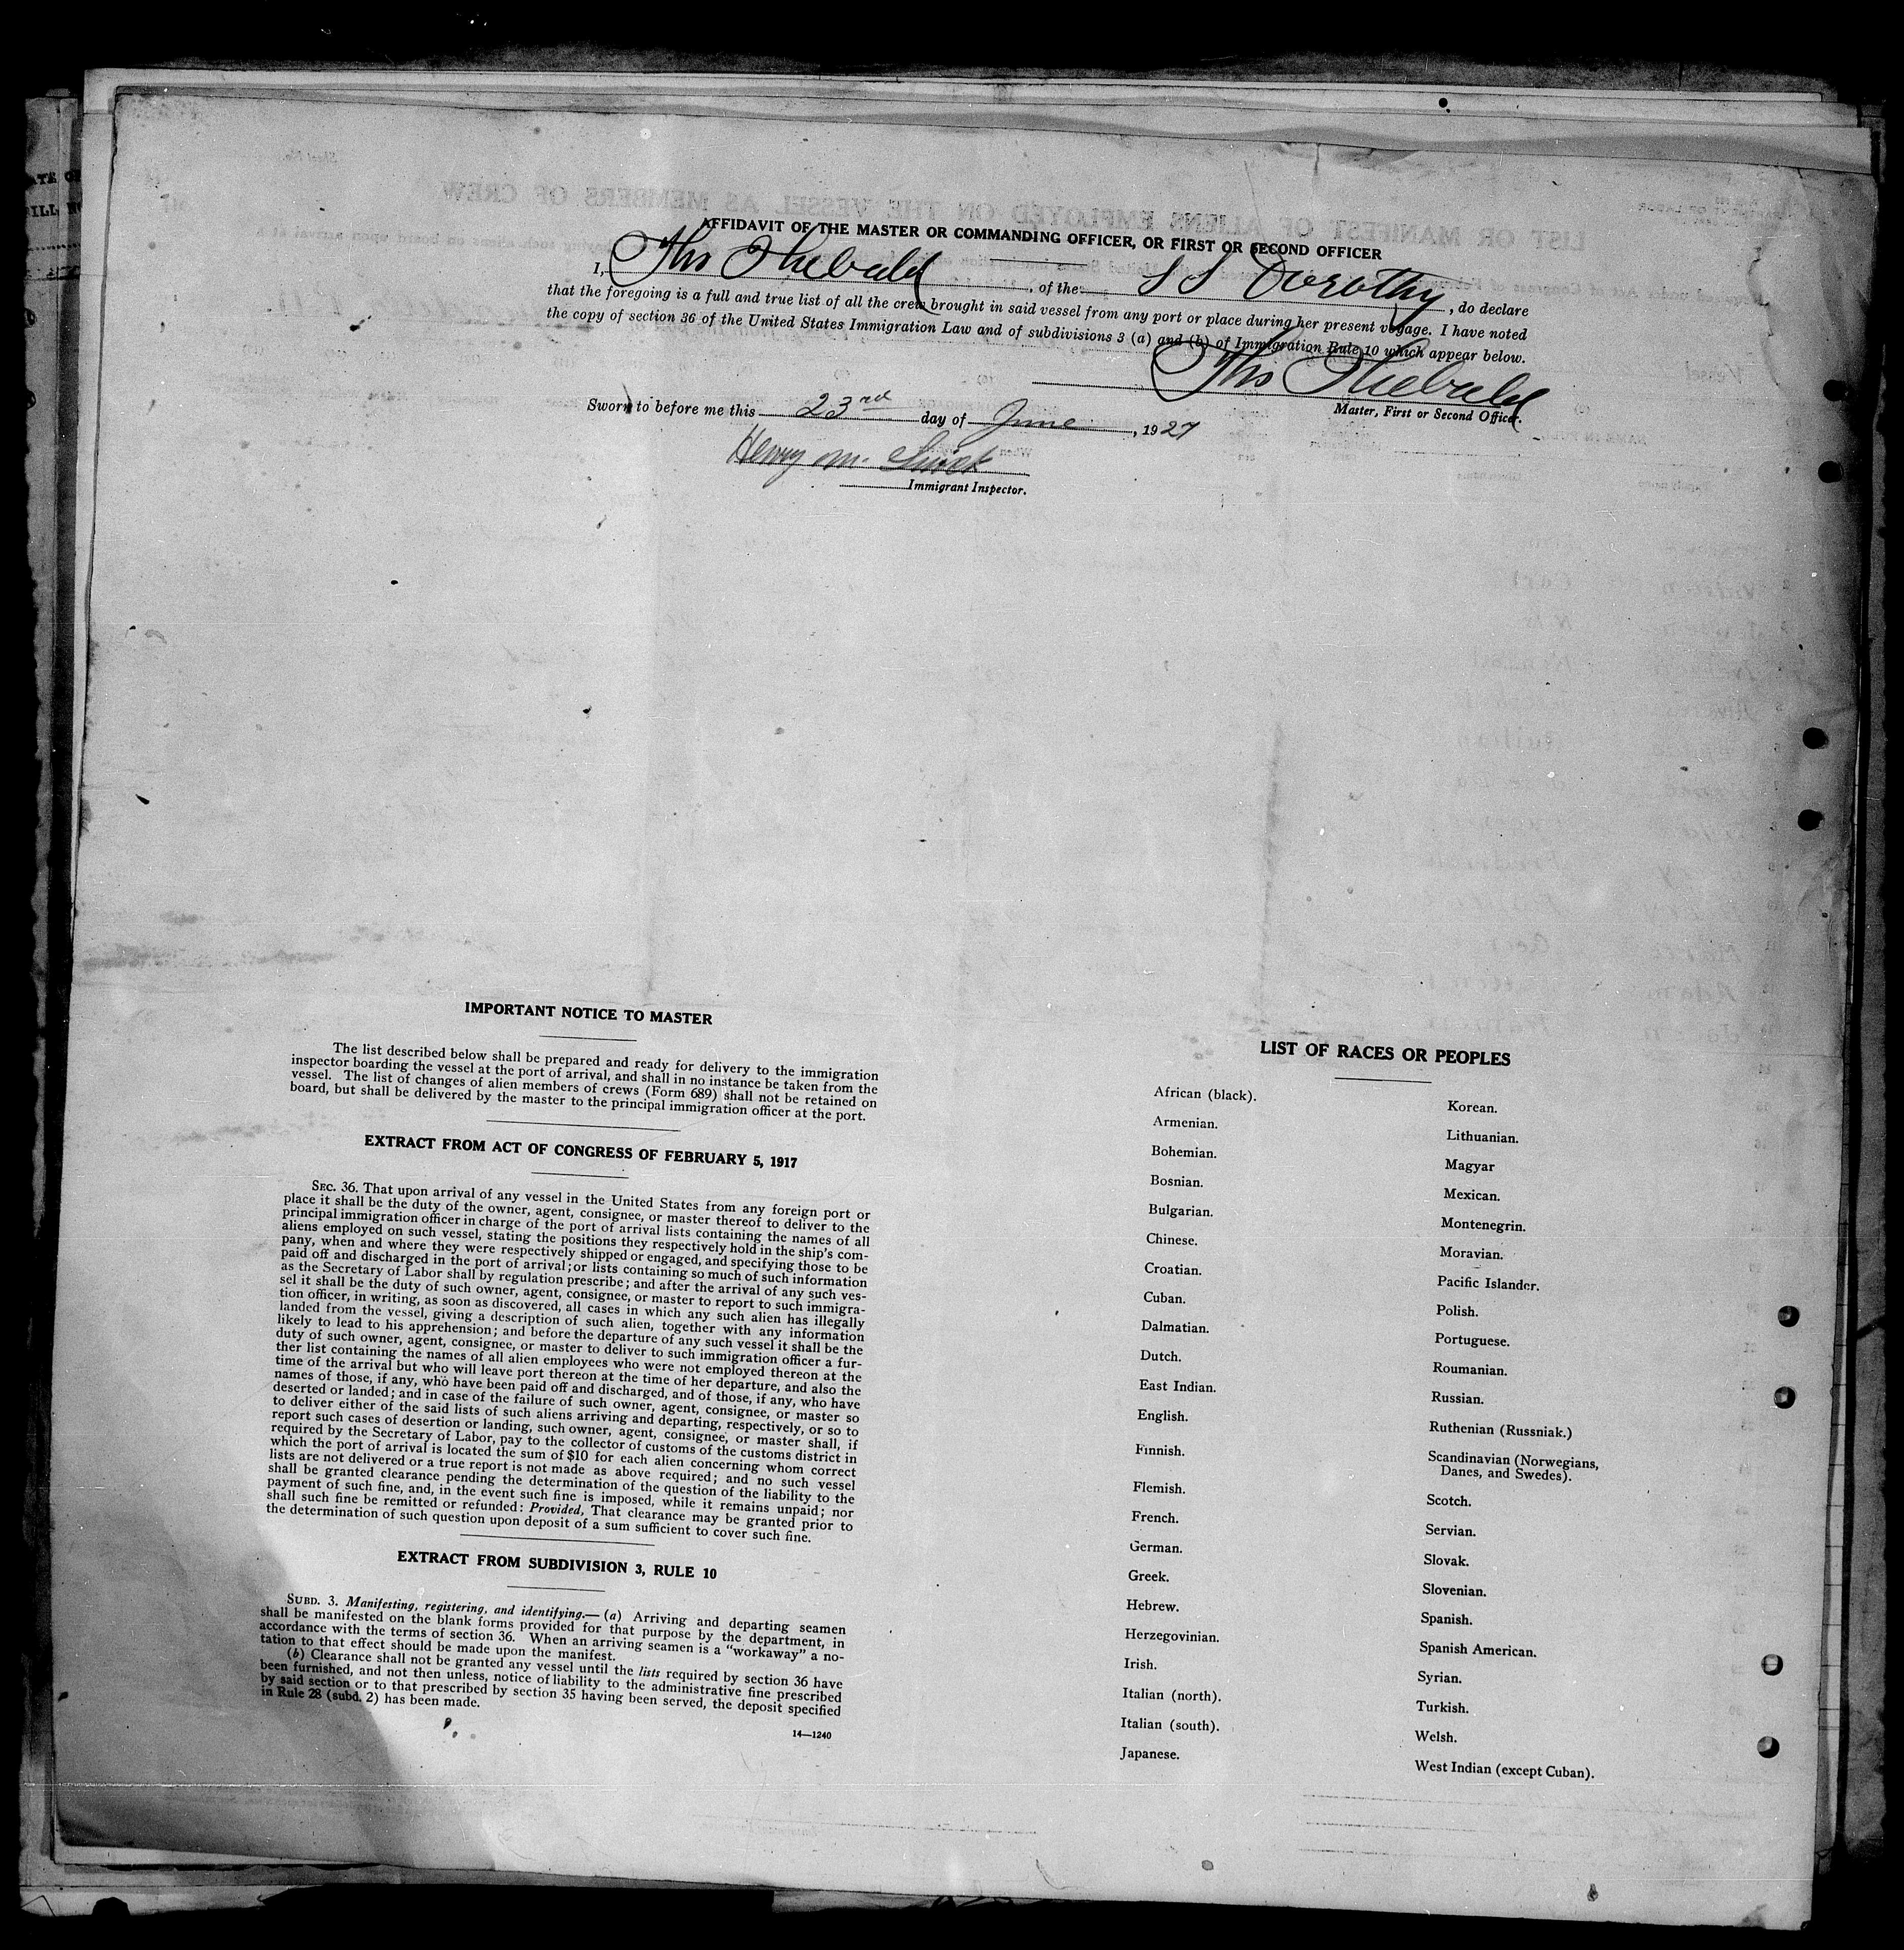 AFFIDAVIT OF THE MASTER OR COMMANDING OFFICER, OR FIRST OR SECOND OFFICER
I, Thos Thebald, of the S S Dorothy, do declare
that the foregoing is a full and true list of all the crew brought in said vessel from any port or place during her present voyage. I have noted
the copy of section 36 of the United States Immigration Law and of subdivisions 3 (a) and (b) of Immigration Rule 10 which appear below.
Thos Thebald
Master, First or Second Officer.
Sworn to before me this 23rd day of June, 1927
Henry M.
Immigrant Inspector.
IMPORTANT NOTICE TO MASTER
The list described below shall be prepared and ready for delivery to the immigration
inspector boarding the vessel at the port of arrival, and shall in no instance be taken from the
vessel. The list of changes of alien members of crews (Form 689) shall not be retained on
board, but shall be delivered by the master to the principal immigration officer at the port.
EXTRACT FROM ACT OF CONGRESS OF FEBRUARY 5, 1917
SEC. 36. That upon arrival of any vessel in the United States from any foreign port or
place it shall be the duty of the owner, agent, consignee, or master thereof to deliver to the
principal immigration officer in charge of the port of arrival lists containing the names of all
aliens employed on such vessel, stating the positions they respectively hold in the ship's com-
pany, when and where they were respectively shipped or engaged, and specifying those to be
paid off and discharged in the port of arrival; or lists containing so much of such information
as the Secretary of Labor shall by regulation prescribe; and after the arrival of any such ves-
sel it shall be the duty of such owner, agent, consignee, or master to report to such immigra-
tion officer, in writing, as soon as discovered, all cases in which any such alien has illegally
landed from the vessel, giving a description of such alien, together with any information
likely to lead to his apprehension; and before the departure of any such vessel it shall be the
duty of such owner, agent, consignee, or master to deliver to such immigration officer a fur-
ther list containing the names of all alien employees who were not employed thereon at the
time of the arrival but who will leave port thereon at the time of her departure, and also the
names of those, if any, who have been paid off and discharged, and of those, if any, who have
deserted or landed; and in case of the failure of such owner, agent, consignee, or master so
to deliver either of the said lists of such aliens arriving and departing, respectively, or so to
report such cases of desertion or landing, such owner, agent, consignee, or master shall, if
required by the Secretary of Labor, pay to the collector of customs of the customs district in
which the port of arrival is located the sum of $10 for each alien concerning whom correct
lists are not delivered or a true report is not made as above required; and no such vessel
shall be granted clearance pending the determination of the question of the liability to the
payment of such fine, and, in the event such fine is imposed, while it remains unpaid; nor
shall such fine be remitted or refunded: Provided, That clearance may be granted prior to
the determination of such question upon deposit of a sum sufficient to cover such fine.
EXTRACT FROM SUBDIVISION 3, RULE 10
SUBD. 3. Manifesting, registering, and identifying.—(a) Arriving and departing seamen
shall be manifested on the blank forms provided for that purpose by the department, in
accordance with the terms of section 36. When an arriving seamen is a "workaway" a no-
tation to that effect should be made upon the manifest.
(b) Clearance shall not be granted any vessel until the lists required by section 36 have
been furnished, and not then unless, notice of liability to the administrative fine prescribed
by said section or to that prescribed by section 35 having been served, the deposit specified
in Rule 28 (subd. 2) has been made.
14—1240
LIST OF RACES OR PEOPLES
African (black).
Armenian.
Bohemian.
Bosnian.
Bulgarian.
Chinese.
Croatian.
Cuban.
Dalmatian.
Dutch.
East Indian.
English.
Finnish.
Flemish.
French.
German.
Greek.
Hebrew.
Herzegovinian.
Irish.
Italian (north).
Italian (south).
Japanese.
Korean.
Lithuanian.
Magyar
Mexican.
Montenegrin.
Moravian.
Pacific Islander.
Polish.
Portuguese.
Roumanian.
Russian.
Ruthenian (Russniak.)
Scandinavian (Norwegians,
Danes, and Swedes).
Scotch.
Servian.
Slovak.
Slovenian.
Spanish.
Spanish American.
Syrian.
Turkish.
Welsh.
West Indian (except Cuban).